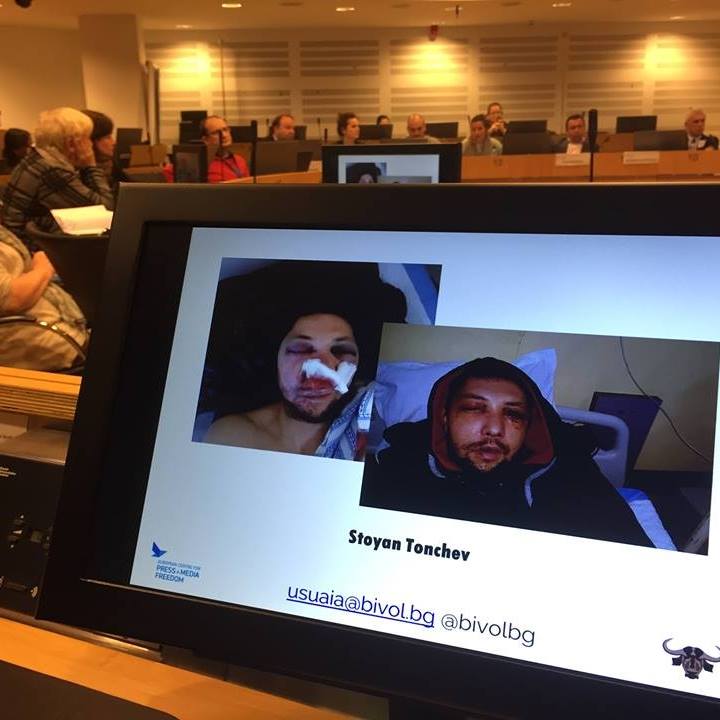 Stoyan Tonchev
EUROPEAN CENTRE FOR
PRESS & MEDIA
FREEDOM
usuaia@bivol.bg @bivolbg